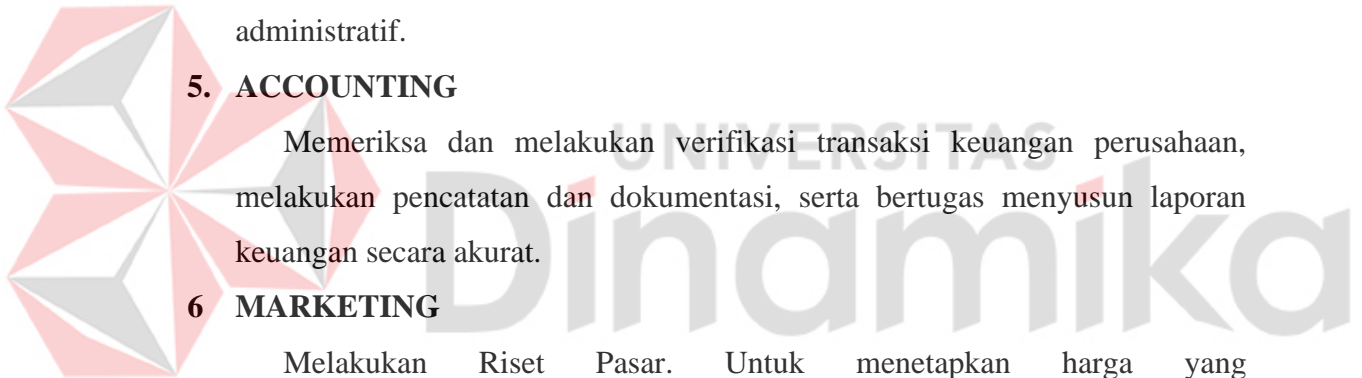 administratif.
5. ACCOUNTING
UNIVERSITAS
Dinamika
Memeriksa dan melakukan verifikasi transaksi keuangan perusahaan,
melakukan pencatatan dan dokumentasi, serta bertugas menyusun laporan
keuangan secara akurat.
6 MARKETING
Melakukan Riset Pasar. Untuk menetapkan harga yang